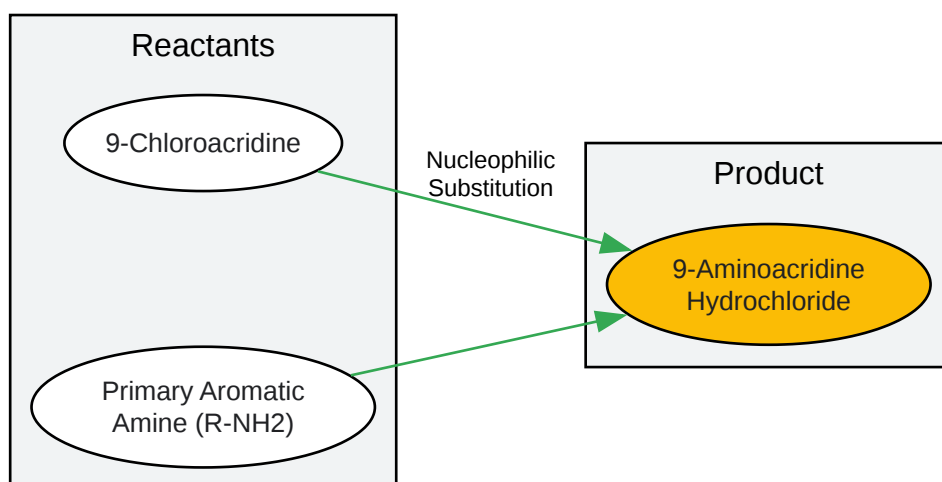 Reactants
9-Chloroacridine
Primary Aromatic
Amine (R-NH2)
Nucleophilic
Substitution
Product
9-Aminoacridine
Hydrochloride